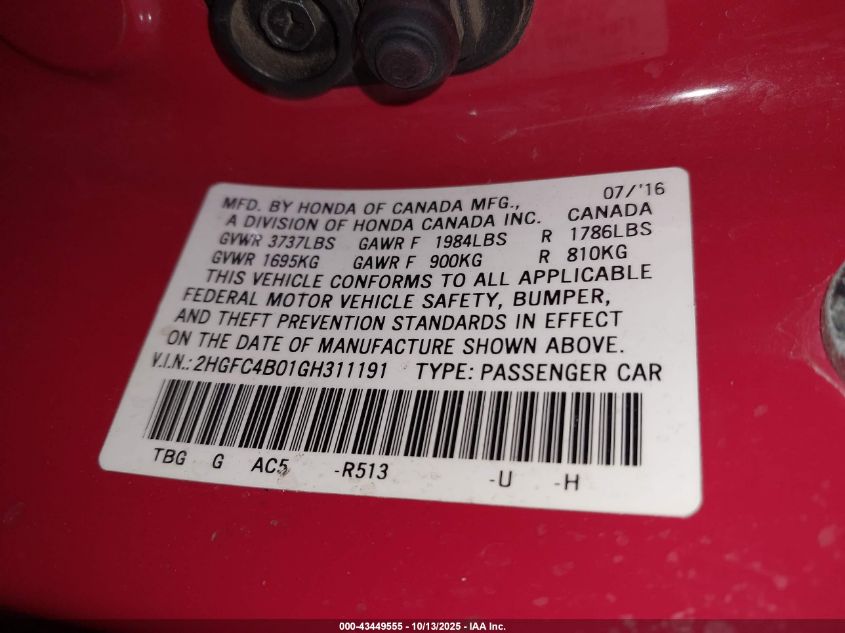 MFD. BY HONDA OF CANADA MFG., 07/'16
A DIVISION OF HONDA CANADA INC. CANADA
GVWR 3737LBS GAWR F 1984LBS R 1786LBS
GVWR 1695KG GAWR F 900KG R 810KG
THIS VEHICLE CONFORMS TO ALL APPLICABLE
FEDERAL MOTOR VEHICLE SAFETY, BUMPER,
AND THEFT PREVENTION STANDARDS IN EFFECT
ON THE DATE OF MANUFACTURE SHOWN ABOVE.
V.I.N.: 2HGFC4B01GH311191 TYPE: PASSENGER CAR
TBG G AC5 -R513 -U -H
000-43449555 - 10/13/2025 - IAA Inc.